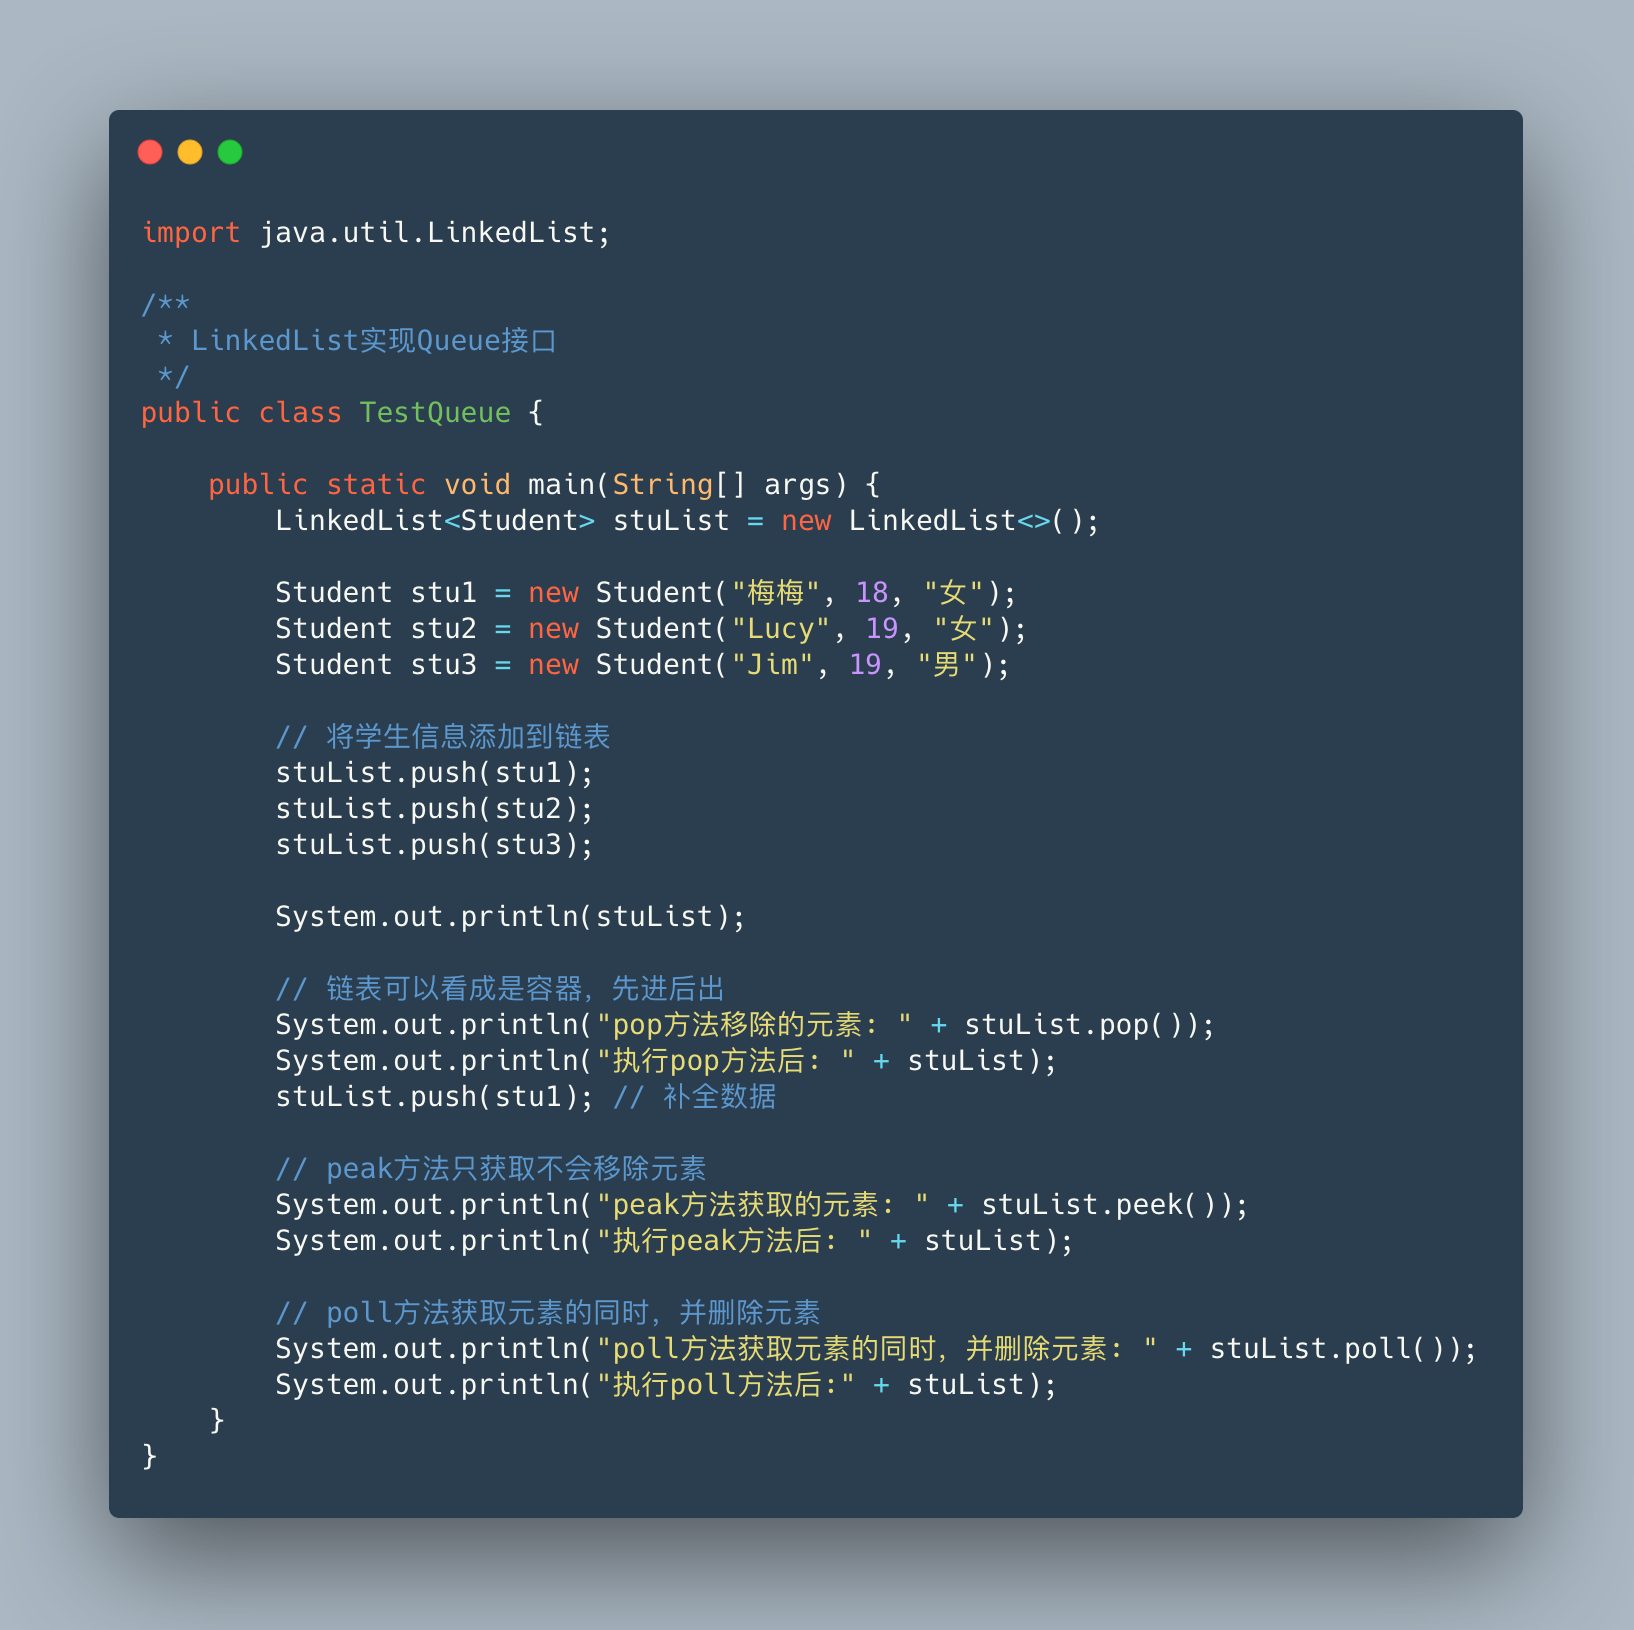 import java.util.LinkedList;

/**
 * LinkedList实现Queue接口
 */
public class TestQueue {

    public static void main(String[] args) {
        LinkedList<Student> stuList = new LinkedList<>();

        Student stu1 = new Student("梅梅", 18, "女");
        Student stu2 = new Student("Lucy", 19, "女");
        Student stu3 = new Student("Jim", 19, "男");

        // 将学生信息添加到链表
        stuList.push(stu1);
        stuList.push(stu2);
        stuList.push(stu3);

        System.out.println(stuList);

        // 链表可以看成是容器，先进后出
        System.out.println("pop方法移除的元素: " + stuList.pop());
        System.out.println("执行pop方法后: " + stuList);
        stuList.push(stu1); // 补全数据

        // peak方法只获取不会移除元素
        System.out.println("peak方法获取的元素: " + stuList.peek());
        System.out.println("执行peak方法后: " + stuList);

        // poll方法获取元素的同时，并删除元素
        System.out.println("poll方法获取元素的同时，并删除元素: " + stuList.poll());
        System.out.println("执行poll方法后:" + stuList);
    }
}